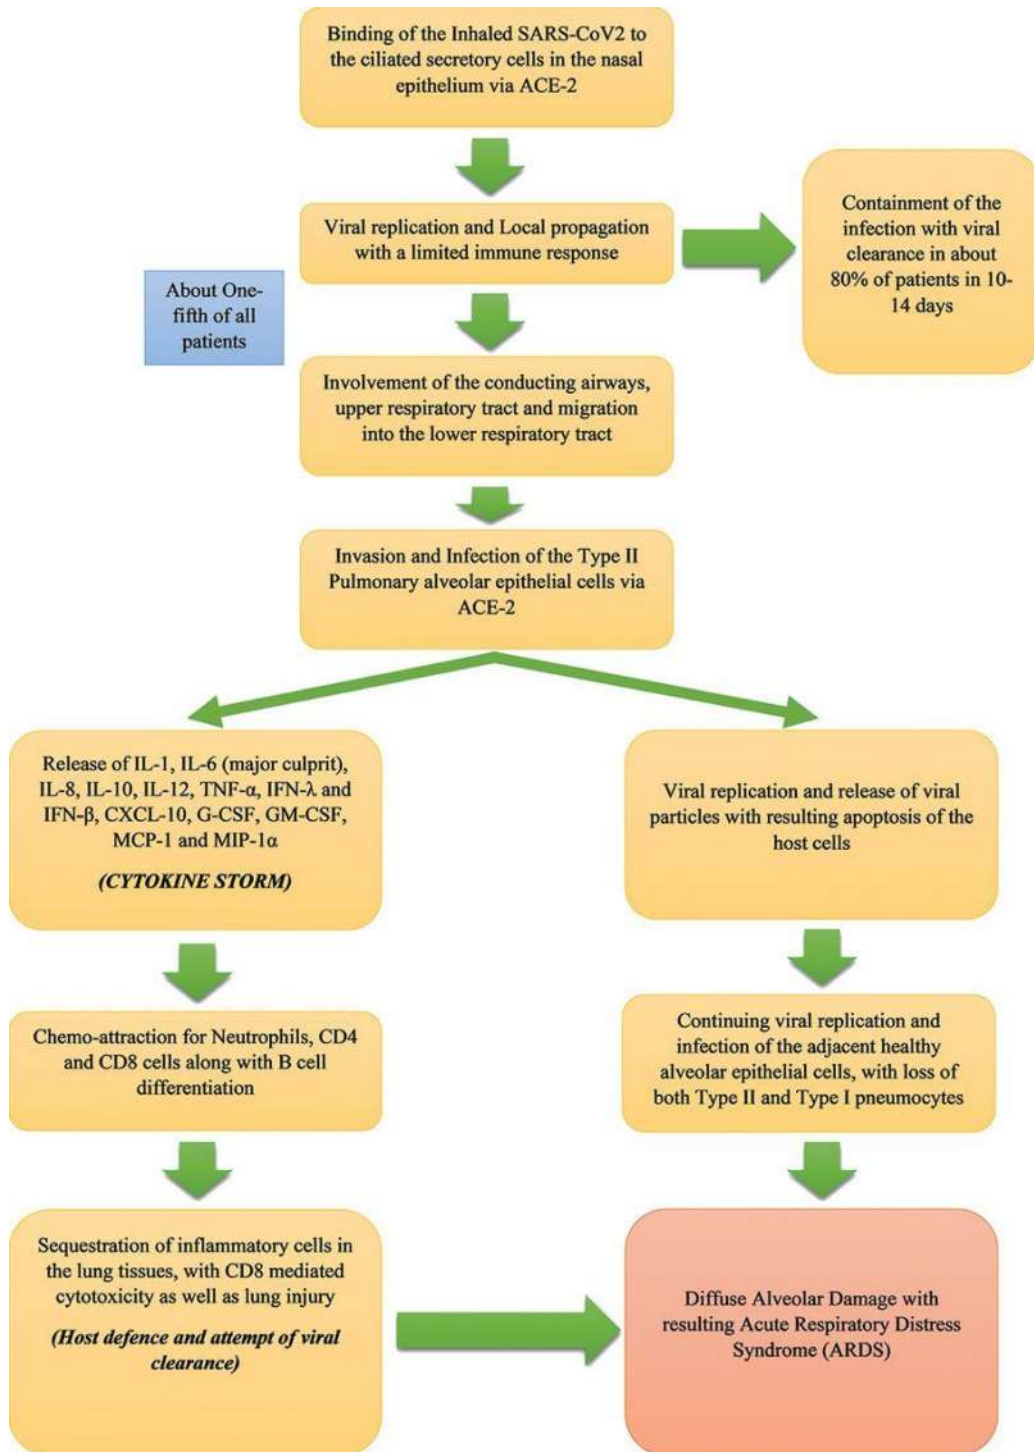 Binding of the Inhaled SARS-CoV2 to
the ciliated secretory cells in the nasal
epithelium via ACE-2
Viral replication and Local propagation
with a limited immune response
Containment of the
infection with viral
clearance in about
80% of patients in 10-
14 days
About One-
fifth of all
patients
Involvement of the conducting airways,
upper respiratory tract and migration
into the lower respiratory tract
Invasion and Infection of the Type II
Pulmonary alveolar epithelial cells via
ACE-2
Release of IL-1, IL-6 (major culprit),
IL-8, IL-10, IL-12, TNF-α, IFN-λ and
IFN-β, CXCL-10, G-CSF, GM-CSF,
MCP-1 and MIP-1α
(CYTOKINE STORM)
Viral replication and release of viral
particles with resulting apoptosis of the
host cells
Chemo-attraction for Neutrophils, CD4
and CD8 cells along with B cell
differentiation
Continuing viral replication and
infection of the adjacent healthy
alveolar epithelial cells, with loss of
both Type II and Type I pneumocytes
Sequestration of inflammatory cells in
the lung tissues, with CD8 mediated
cytotoxicity as well as lung injury
(Host defence and attempt of viral
clearance)
Diffuse Alveolar Damage with
resulting Acute Respiratory Distress
Syndrome (ARDS)